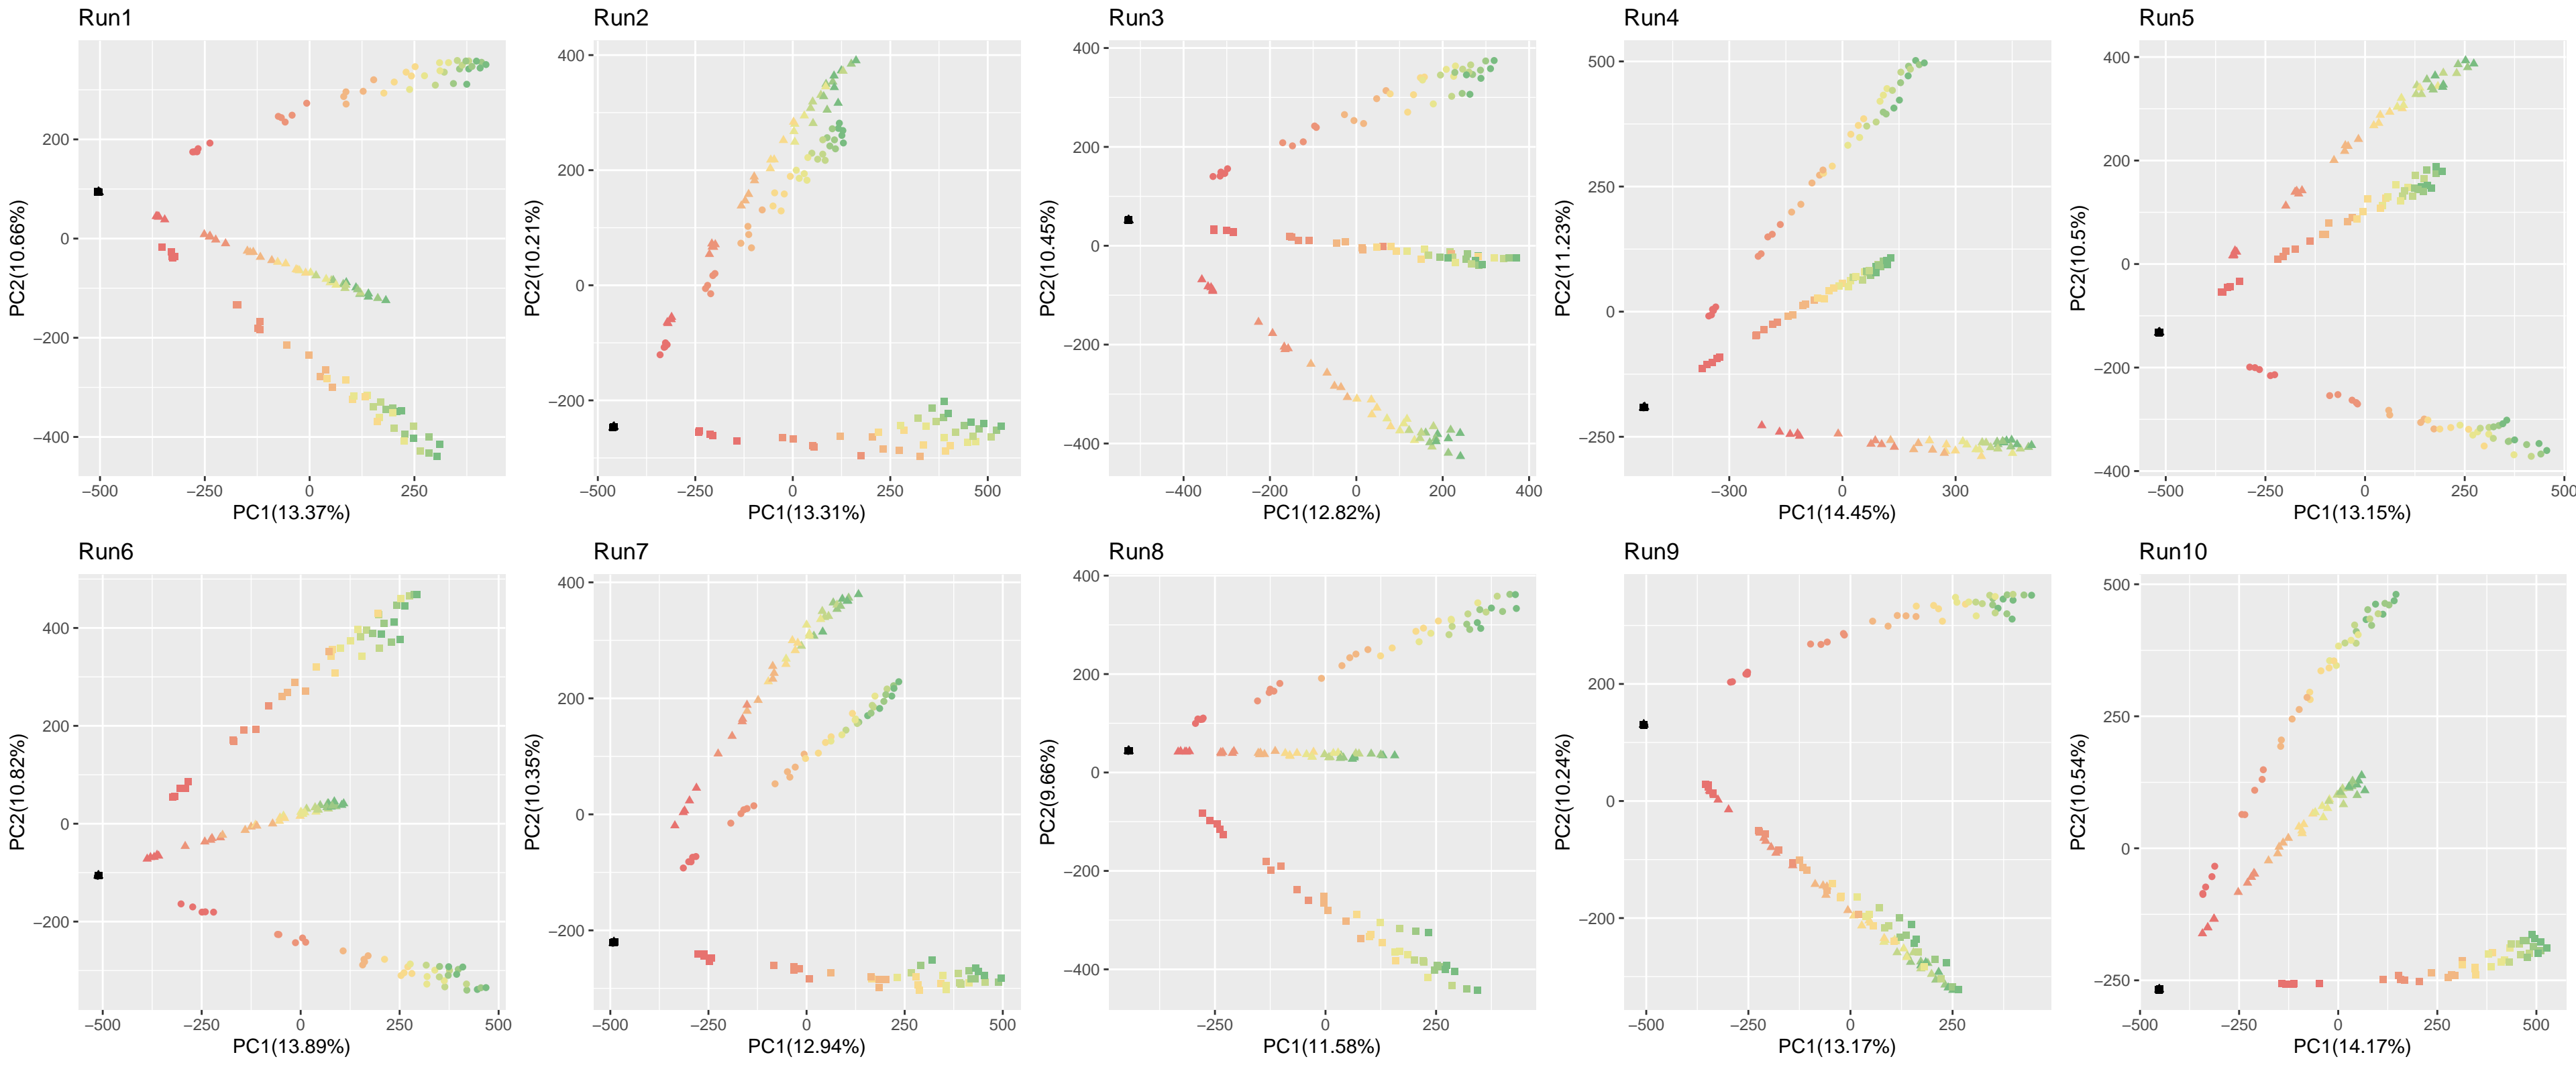 Run1
Run2
Run3
Run4
Run5
PC2(10.66%)
200
0
−200
−400
−500
−250
0
250
PC1(13.37%)
PC2(10.21%)
400
200
0
−200
−500
−250
0
250
500
PC1(13.31%)
PC2(10.45%)
400
200
0
−200
−400
−400
−200
0
200
400
PC1(12.82%)
PC2(11.23%)
500
250
0
−250
−300
0
300
PC1(14.45%)
PC2(10.5%)
400
200
0
−200
−400
−500
−250
0
250
500
PC1(13.15%)
Run6
Run7
Run8
Run9
Run10
PC2(10.82%)
400
200
0
−200
−500
−250
0
250
500
PC1(13.89%)
PC2(10.35%)
400
200
0
−200
−500
−250
0
250
500
PC1(12.94%)
PC2(9.66%)
400
200
0
−200
−400
−250
0
250
PC1(11.58%)
PC2(10.24%)
200
0
−200
−500
−250
0
250
PC1(13.17%)
PC2(10.54%)
500
250
0
−250
−500
−250
0
250
500
PC1(14.17%)